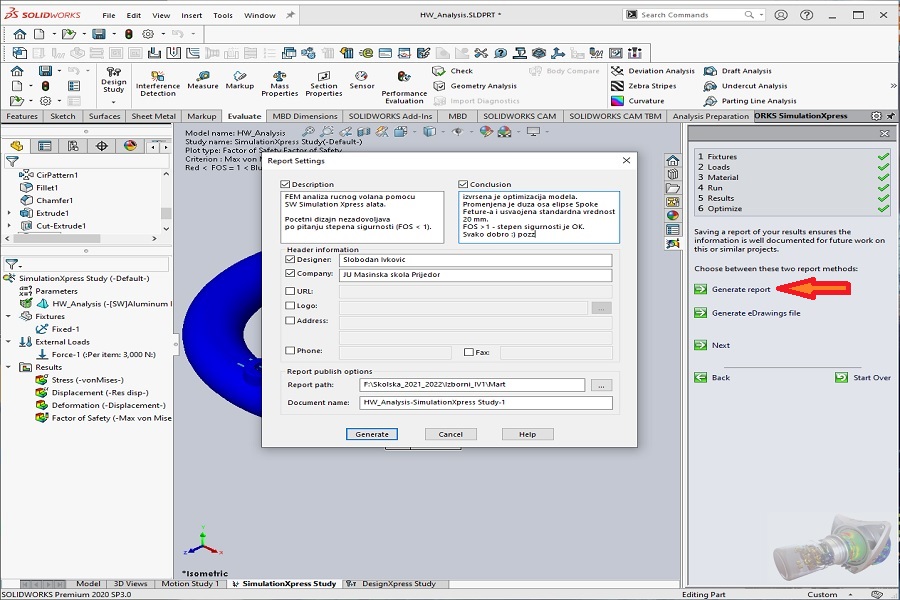 SOLIDWORKS
File Edit View Insert Tools Window
HW_Analysis.SLDPRT *
Search Commands
Design Study
Interference Detection
Measure
Markup
Mass Properties
Section Properties
Sensor
Performance Evaluation
Check
Geometry Analysis
Import Diagnostics
Body Compare
Deviation Analysis
Zebra Stripes
Curvature
Draft Analysis
Undercut Analysis
Parting Line Analysis
Features Sketch Surfaces Sheet Metal Markup Evaluate MBD Dimensions SOLIDWORKS Add-Ins MBD SOLIDWORKS CAM SOLIDWORKS CAM TBM Analysis Preparation ORKS SimulationXpress
CirPattern1
Fillet1
Chamfer1
Extrude1
Cut-Extrude1
SimulationXpress Study (-Default-)
Parameters
HW_Analysis (-[SW]Aluminum
Fixtures
Fixed-1
External Loads
Force-1 (:Per item: 3,000 N:)
Results
Stress (-vonMises-)
Displacement (-Res disp-)
Deformation (-Displacement-)
Factor of Safety (-Max von Mise
Model name: HW_Analysis
Study name: SimulationXpress Study(-Default-)
Plot type: Factor of Safety Factor of Safety
Criterion : Max von M
Red < FOS = 1 < Blu
Report Settings
Description
FEM analiza rucnog volana pomocu
SW Simulation Xpress alata.
Pocetni dizajn nezadovoljava
po pitanju stepena sigurnosti (FOS < 1).
Conclusion
izvrsena je optimizacija modela.
Promenjena je duza osa elipse Spoke
Feture-a i usvaojena standardna vrednost
20 mm.
FOS >1 - stepen sigurnosti je OK.
Svako dobro :) pozz
Header information
Designer: Slobodan Ivkovic
Company: JU Masinska skola Prijedor
URL:
Logo: ...
Address:
Phone: Fax:
Report publish options
Report path: F:\Skolska_2021_2022\Izborni_IV1\Mart ...
Document name: HW_Analysis-SimulationXpress Study-1
Generate Cancel Help
1 Fixtures
2 Loads
3 Material
4 Run
5 Results
6 Optimize
Saving a report of your results ensures the
information is well documented for future work on
this or similar projects.
Choose between these two report methods:
Generate report
Generate eDrawings file
Next
Back Start Over
*Isometric
Model 3D Views Motion Study 1 SimulationXpress Study DesignXpress Study
SOLIDWORKS Premium 2020 SP3.0
Editing Part Custom